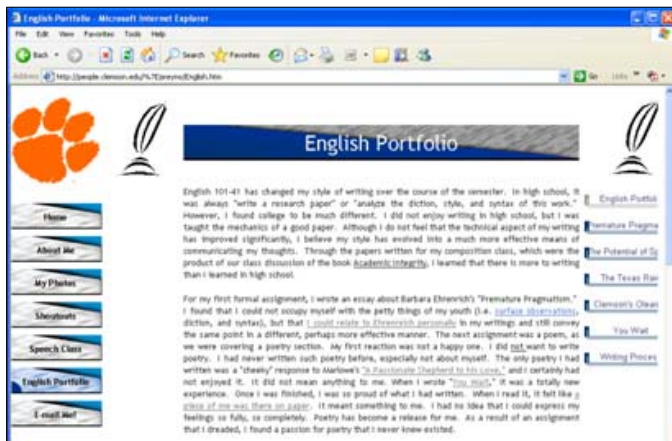 English Portfolio - Microsoft Internet Explorer
File Edit View Favorites Tools Help
Back Search Favorites
Address http://people.clemson.edu/%7Epreyno/English.htm Go Links
English Portfolio
Home
About Me
My Photos
Shoutouts
Speech Class
English Portfolio
E-mail Me!
English 101-41 has changed my style of writing over the course of the semester. In high school, it
was always "write a research paper" or "analyze the diction, style, and syntax of this work."
However, I found college to be much different. I did not enjoy writing in high school, but I was
taught the mechanics of a good paper. Although I do not feel that the technical aspect of my writing
has improved significantly, I believe my style has evolved into a much more effective means of
communicating my thoughts. Through the papers written for my composition class, which were the
product of our class discussion of the book Academic Integrity, I learned that there is more to writing
than I learned in high school.
For my first formal assignment, I wrote an essay about Barbara Ehrenrich's "Premature Pragmatism."
I found that I could not occupy myself with the petty things of my youth (i.e. surface observations,
diction, and syntax), but that I could relate to Ehrenreich personally in my writings and still convey
the same point in a different, perhaps more effective manner. The next assignment was a poem, as
we were covering a poetry section. My first reaction was not a happy one. I did not want to write
poetry. I had never written such poetry before, especially not about myself. The only poetry I had
written was a "cheeky" response to Marlowe's "A Passionate Shepherd to his Love," and I certainly had
not enjoyed it. It did not mean anything to me. When I wrote "You Wait," it was a totally new
experience. Once I was finished, I was so proud of what I had written. When I read it, it felt like a
piece of me was there on paper. It meant something to me. I had no idea that I could express my
feelings so fully, so completely. Poetry has become a release for me. As a result of an assignment
that I dreaded, I found a passion for poetry that I never knew existed.
English Portfoli
Premature Pragma
The Potential of Sp
The Texas Ran
Clemson's Clean
You Wait
Writing Proces